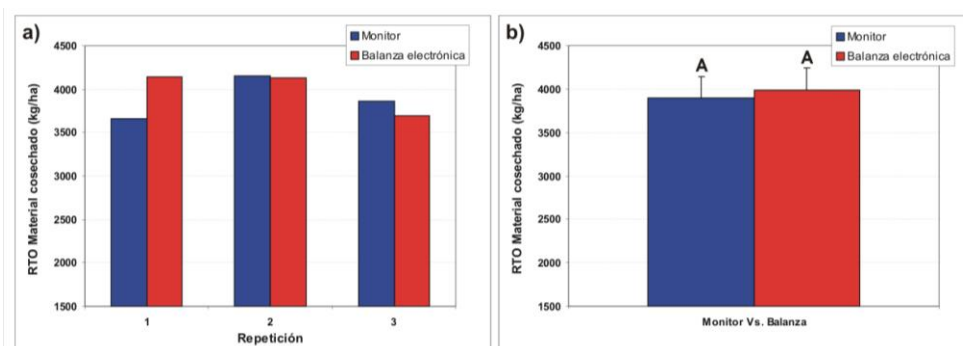 a)
Monitor
Balanza electrónica
RTO Material cosechado (kg/ha)
4500
4000
3500
3000
2500
2000
1500
1
2
3
Repetición
b)
Monitor
Balanza electrónica
RTO Material cosechado (kg/ha)
4500
4000
3500
3000
2500
2000
1500
A
A
Monitor Vs. Balanza